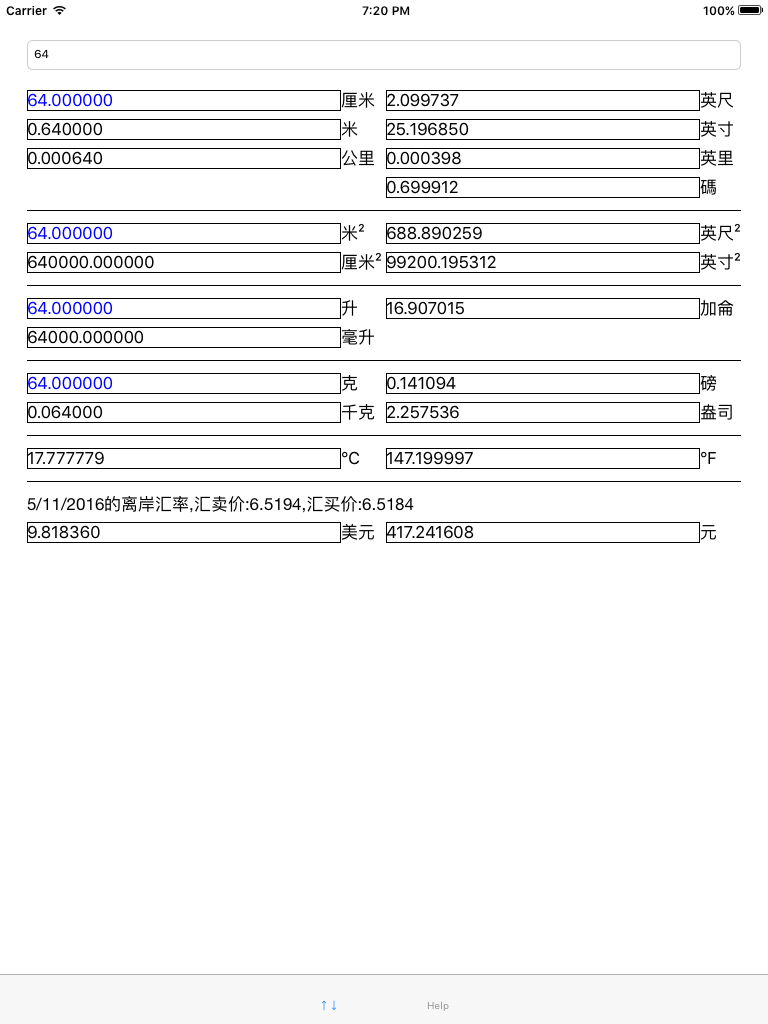 Carrier 7:20 PM 100%
64
64.000000 厘米 2.099737 英尺
0.640000 米 25.196850 英寸
0.000640 公里 0.000398 英里
0.699912 碼
64.000000 米² 688.890259 英尺²
640000.000000 厘米² 99200.195312 英寸²
64.000000 升 16.907015 加侖
64000.000000 毫升
64.000000 克 0.141094 磅
0.064000 千克 2.257536 盎司
17.777779 °C 147.199997 °F
5/11/2016的离岸汇率,汇卖价:6.5194,汇买价:6.5184
9.818360 美元 417.241608 元
↑↓ Help